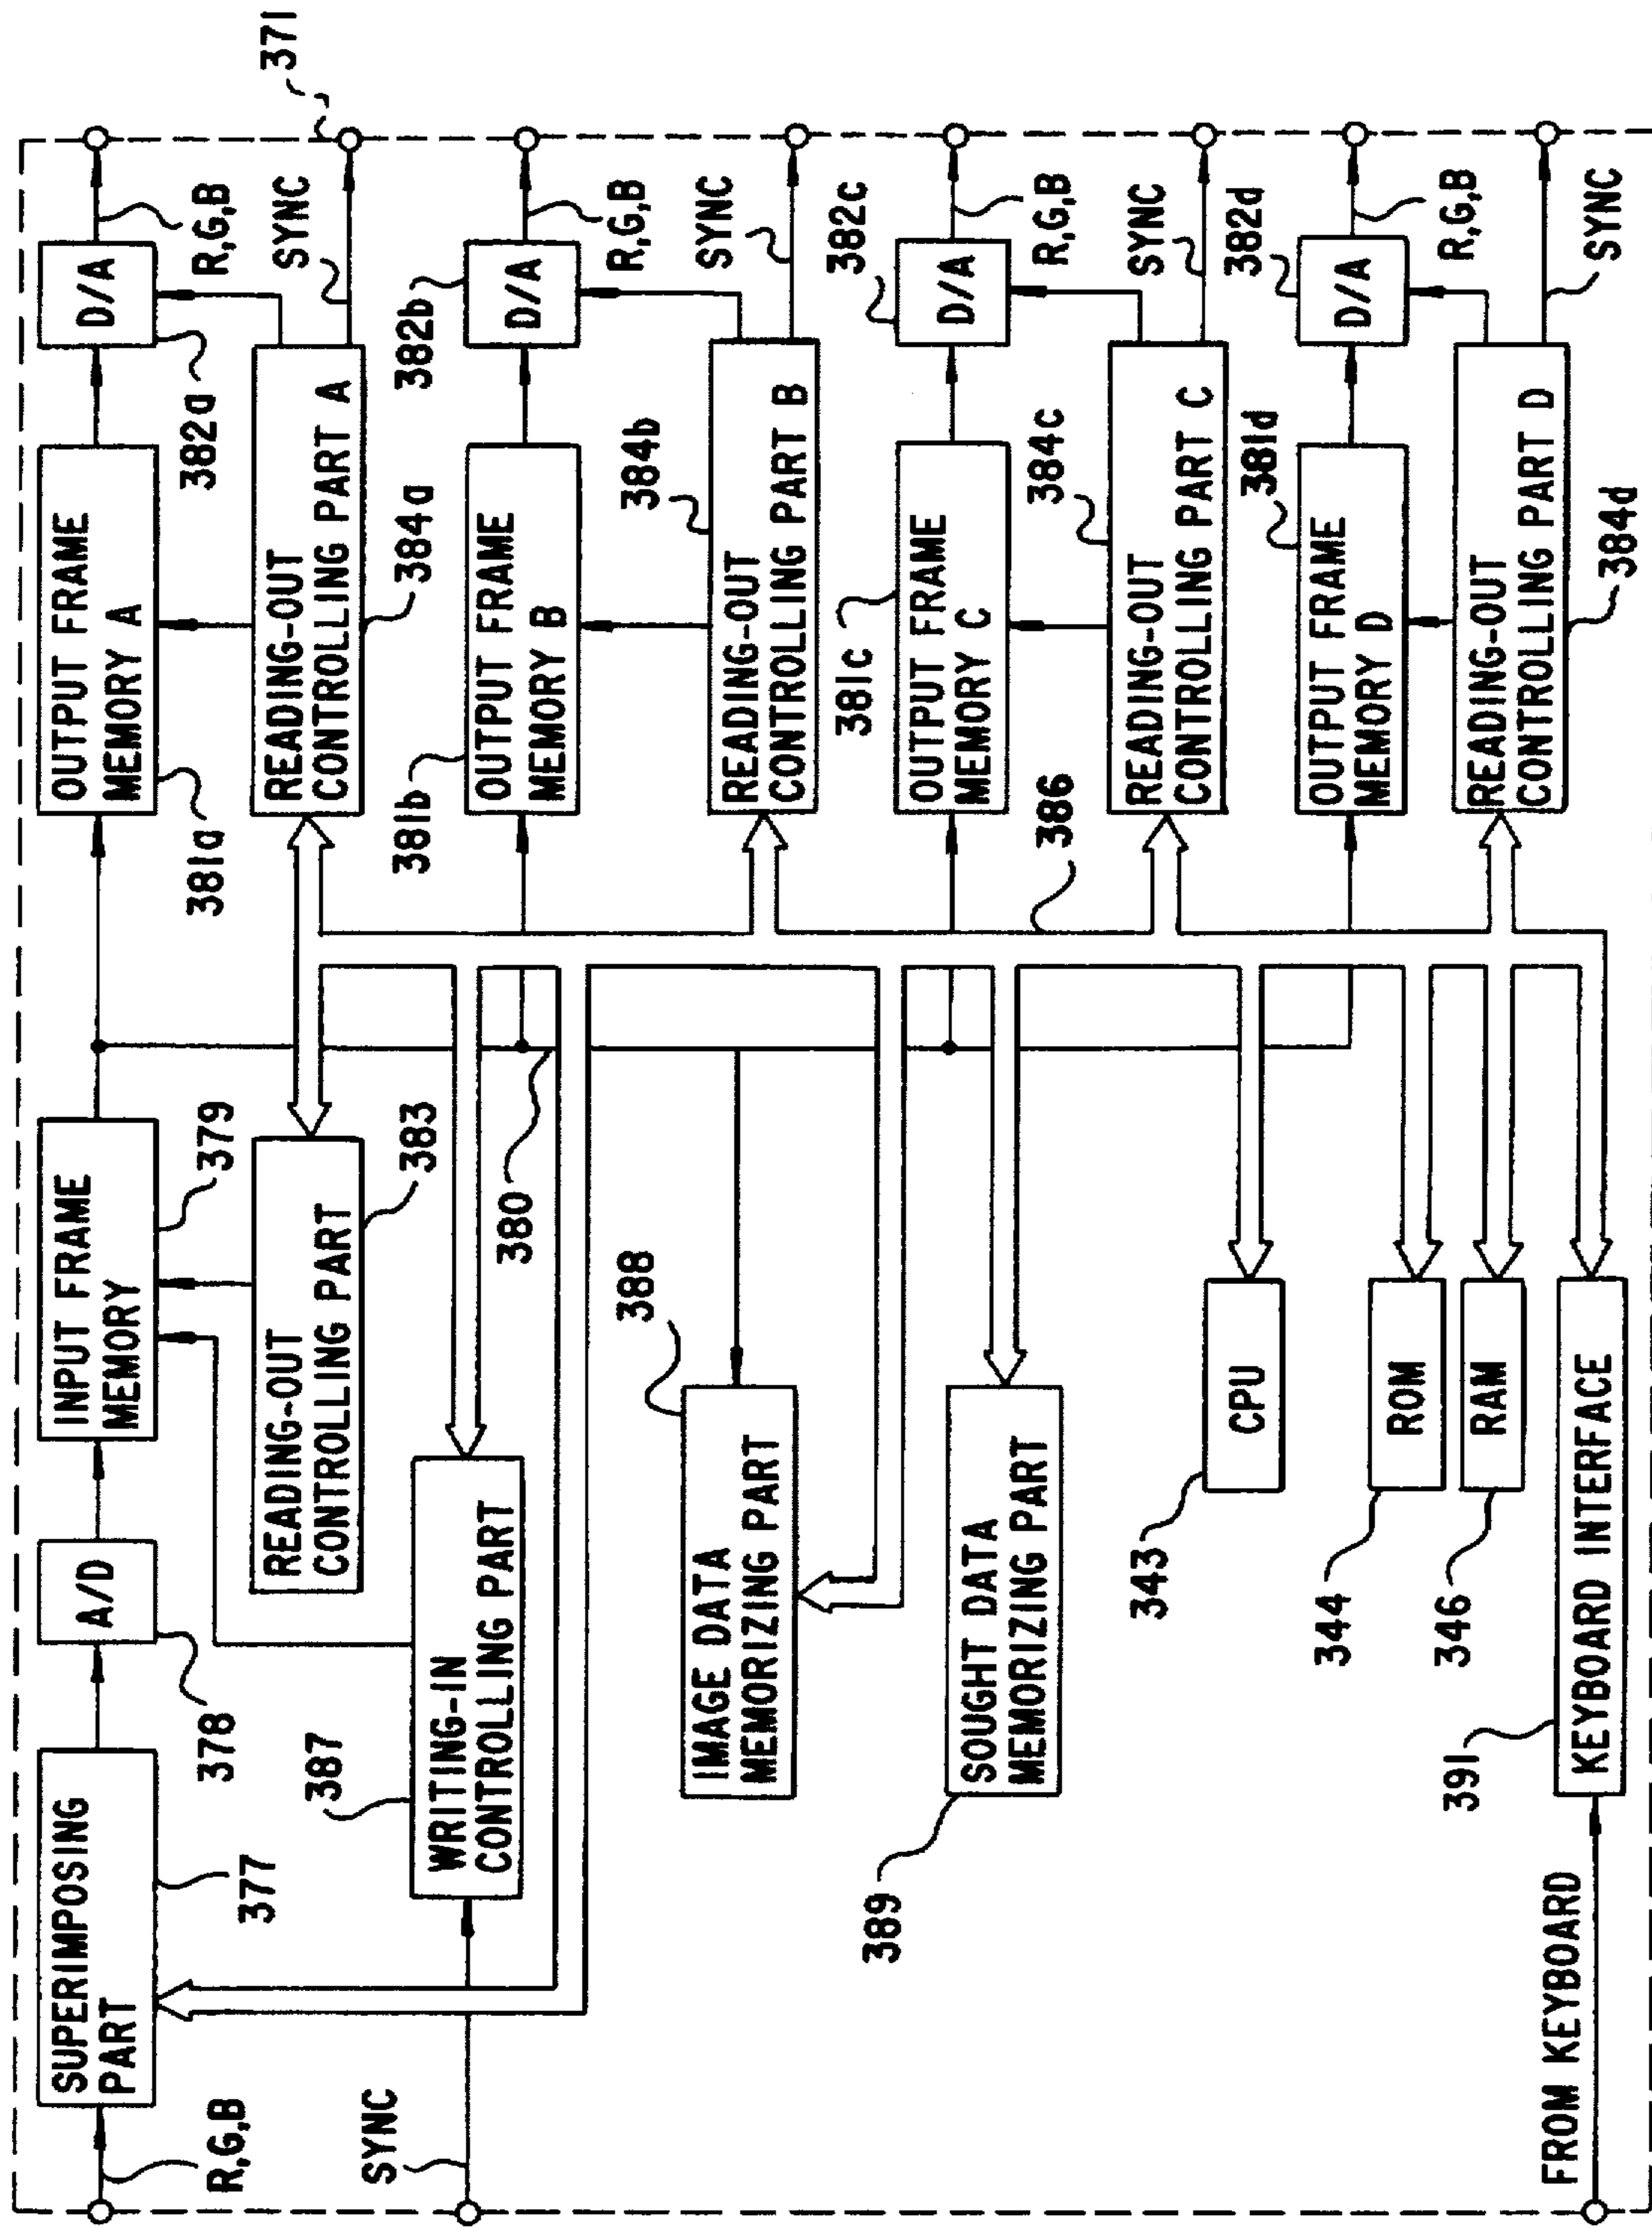 371
SUPERIMPOSING
PART
377
R,G,B
A/D
378
INPUT FRAME
MEMORY
379
OUTPUT FRAME
MEMORY A
381a
D/A
382a
R,G,B
READING-OUT
CONTROLLING PART
383
READING-OUT
CONTROLLING PART A
384a
SYNC
SYNC
387
WRITING-IN
CONTROLLING PART
380
381b
OUTPUT FRAME
MEMORY B
382b
D/A
R,G,B
384b
READING-OUT
CONTROLLING PART B
SYNC
388
IMAGE DATA
MEMORIZING PART
381c
OUTPUT FRAME
MEMORY C
382c
D/A
R,G,B
389
SOUGHT DATA
MEMORIZING PART
386
384c
READING-OUT
CONTROLLING PART C
SYNC
343
CPU
381d
OUTPUT FRAME
MEMORY D
382d
D/A
R,G,B
344
ROM
346
RAM
READING-OUT
CONTROLLING PART D
384d
SYNC
FROM KEYBOARD
391
KEYBOARD INTERFACE